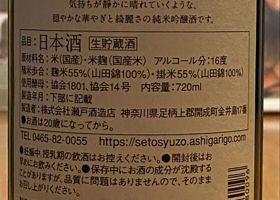 気持ちが静かに晴れていくような、
穏やかな華やぎと綺麗さの純米吟醸酒です。
品目:日本酒 生貯蔵酒
原材料名:米(国産)・米麹(国産) アルコール分:16度
精米歩合:麹米55%(山田錦100%)・掛米55%(山田錦100%)
使用酵母:協会1801、協会14号 内容量:720ml
製造年月:下部に記載
製造者:株式会社瀬戸酒造店 神奈川県足柄上郡開成町金井島17番
●お酒は20歳になってから。
TEL 0465-82-0055 https://setosyuzo.ashigarigo.com
●妊娠中、授乳期の飲酒はお控えください。●開封後はお
早めにお飲みください。●保存中にお酒の成分が沈殿する
ことがありますが、品質に問題はありませんので、そのまま
お召し上がりください。